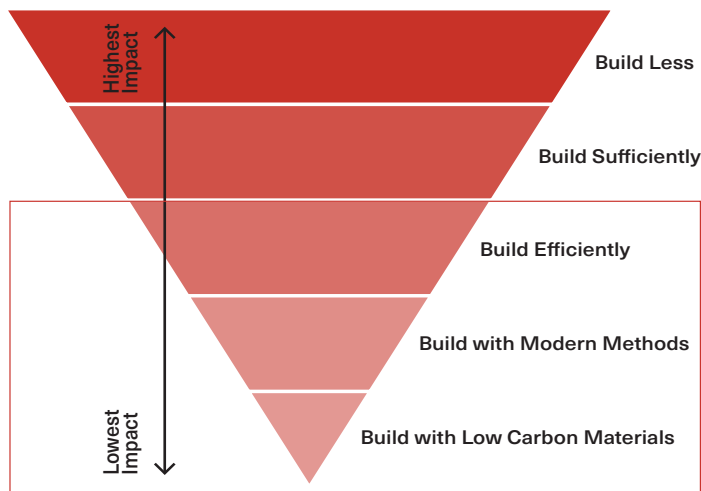 Highest
Impact
Build Less
Build Sufficiently
Build Efficiently
Build with Modern Methods
Build with Low Carbon Materials
Lowest
Impact